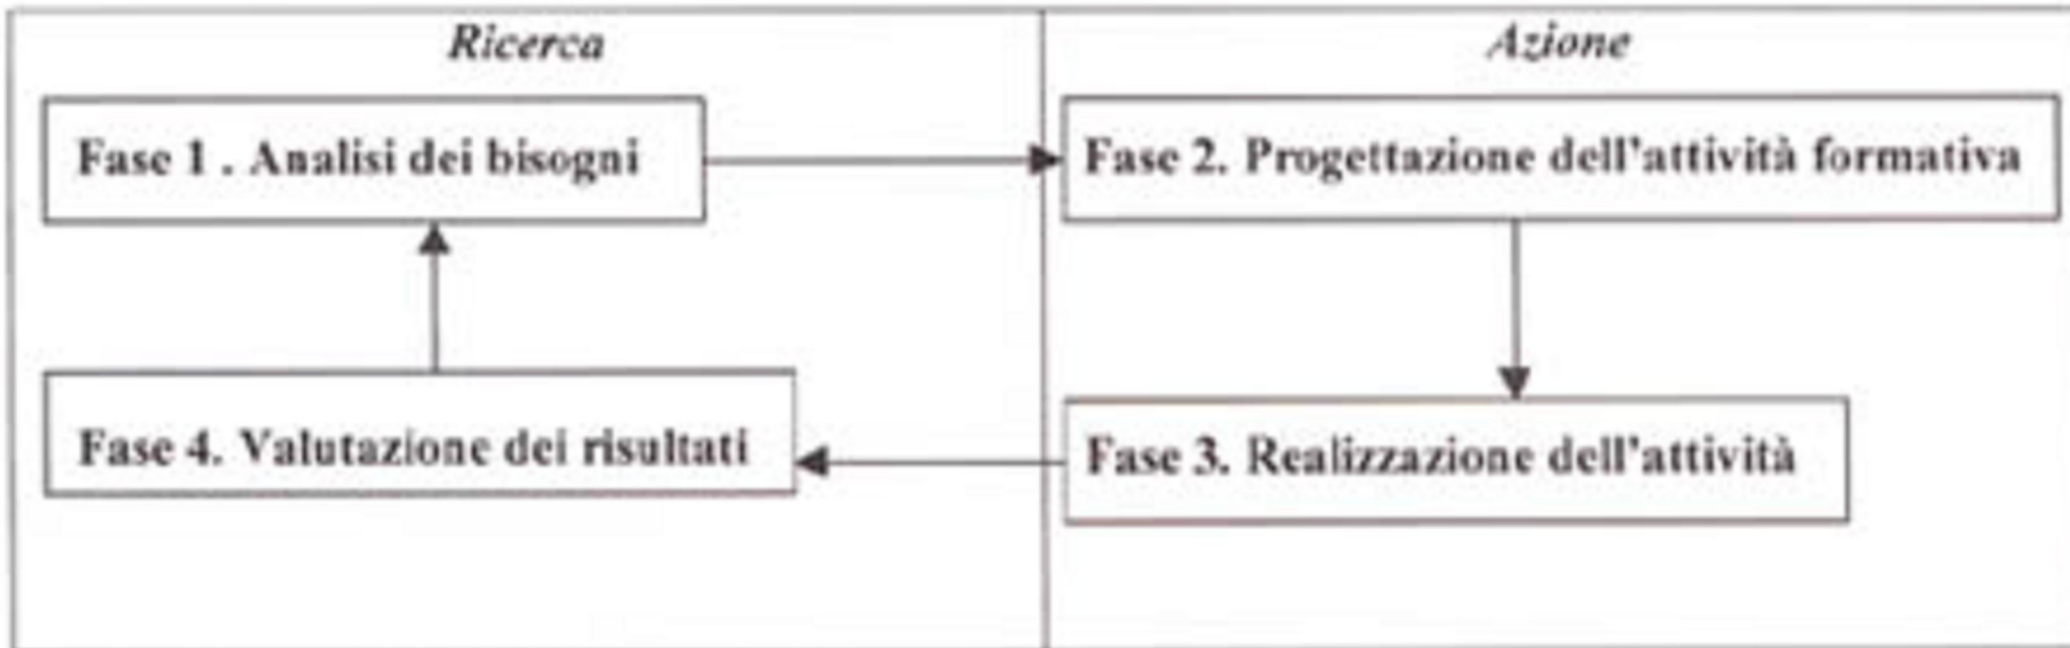 Ricerca
Azione
Fase 1 . Analisi dei bisogni
Fase 2. Progettazione dell'attività formativa
Fase 4. Valutazione dei risultati
Fase 3. Realizzazione dell'attività